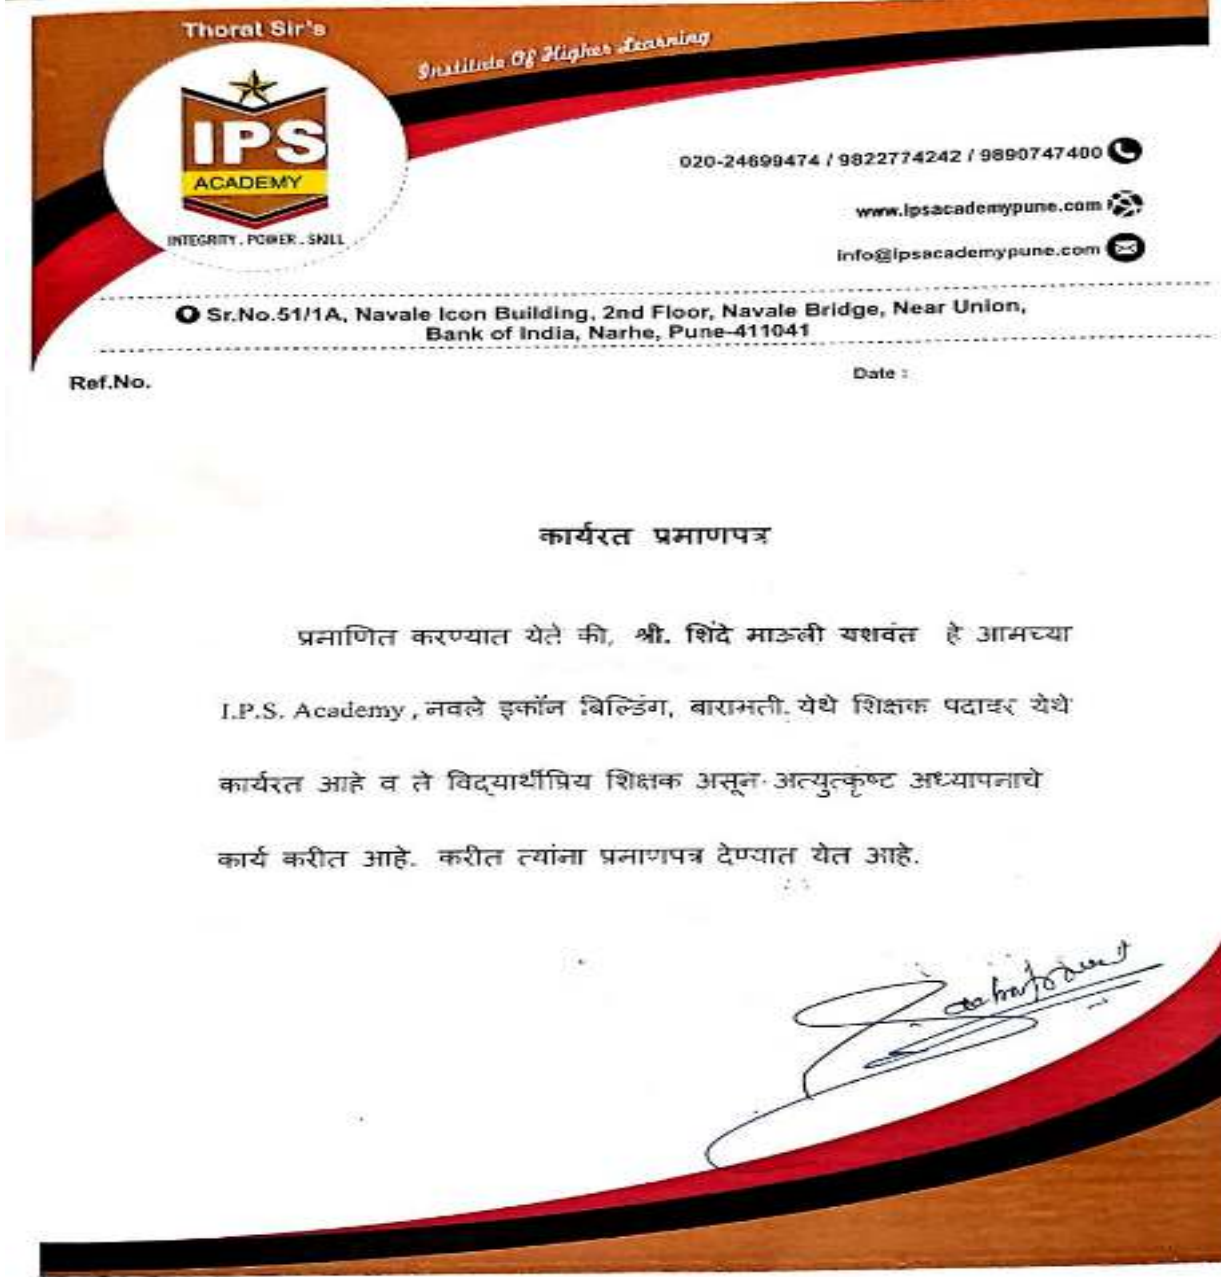 Thorat Sir's
Institute Of Higher Learning
IPS
ACADEMY
INTEGRITY . POWER . SKILL
020-24699474 / 9822774242 / 9890747400
www.ipsacademypune.com
info@ipsacademypune.com
Sr.No.51/1A, Navale Icon Building, 2nd Floor, Navale Bridge, Near Union,
Bank of India, Narhe, Pune-411041
Ref.No.
Date :
कार्यरत प्रमाणपत्र
प्रमाणित करण्यात येते की, श्री. शिंदे माऊली यशवंत हे आमच्या
I.P.S. Academy, नवले इकॉन बिल्डिंग, बारामती. येथे शिक्षक पदावर येथे
कार्यरत आहे व ते विद्यार्थीप्रिय शिक्षक असून अत्युत्कृष्ट अध्यापनाचे
कार्य करीत आहे. करीत त्यांना प्रमाणपत्र देण्यात येत आहे.